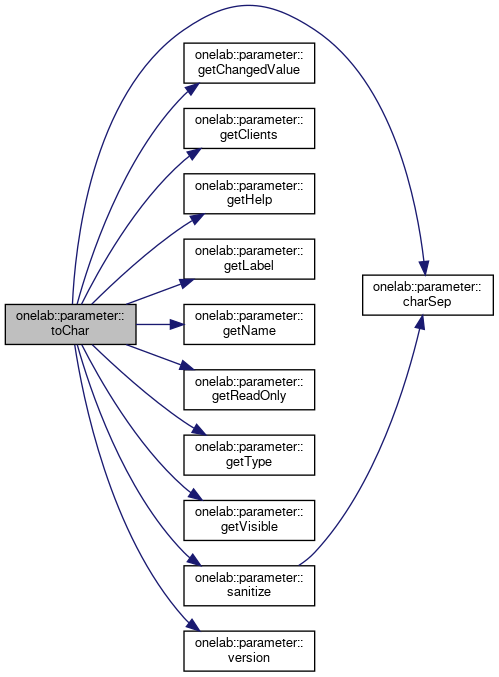 onelab::parameter::
toChar
onelab::parameter::
getChangedValue
onelab::parameter::
getClients
onelab::parameter::
getHelp
onelab::parameter::
getLabel
onelab::parameter::
getName
onelab::parameter::
getReadOnly
onelab::parameter::
getType
onelab::parameter::
getVisible
onelab::parameter::
sanitize
onelab::parameter::
version
onelab::parameter::
charSep